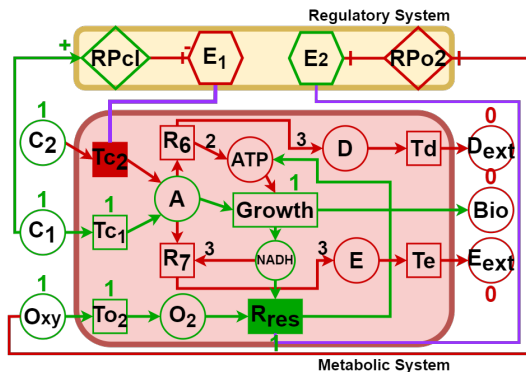 Regulatory System
+
RPcl
-
E1
E2
RPo2
1
C2
Tc2
R6
2
ATP
3
D
Td
0
Dext
1
C1
1
Tc1
A
1
Growth
0
Bio
R7
3
NADH
3
E
Te
Eext
0
1
Oxy
1
To2
O2
Rres
1
Metabolic System